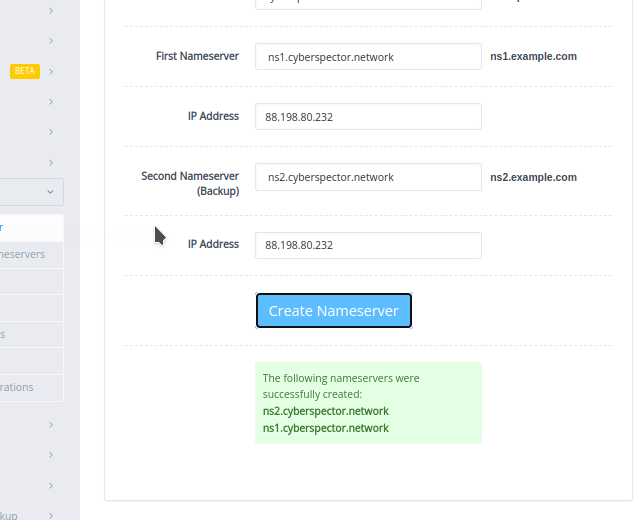 First Nameserver
ns1.cyberspector.network
ns1.example.com
BETA
IP Address
88.198.80.232
Second Nameserver
(Backup)
ns2.cyberspector.network
ns2.example.com
r
neservers
IP Address
88.198.80.232
Create Nameserver
s
rations
The following nameservers were
successfully created:
ns2.cyberspector.network
ns1.cyberspector.network
kup